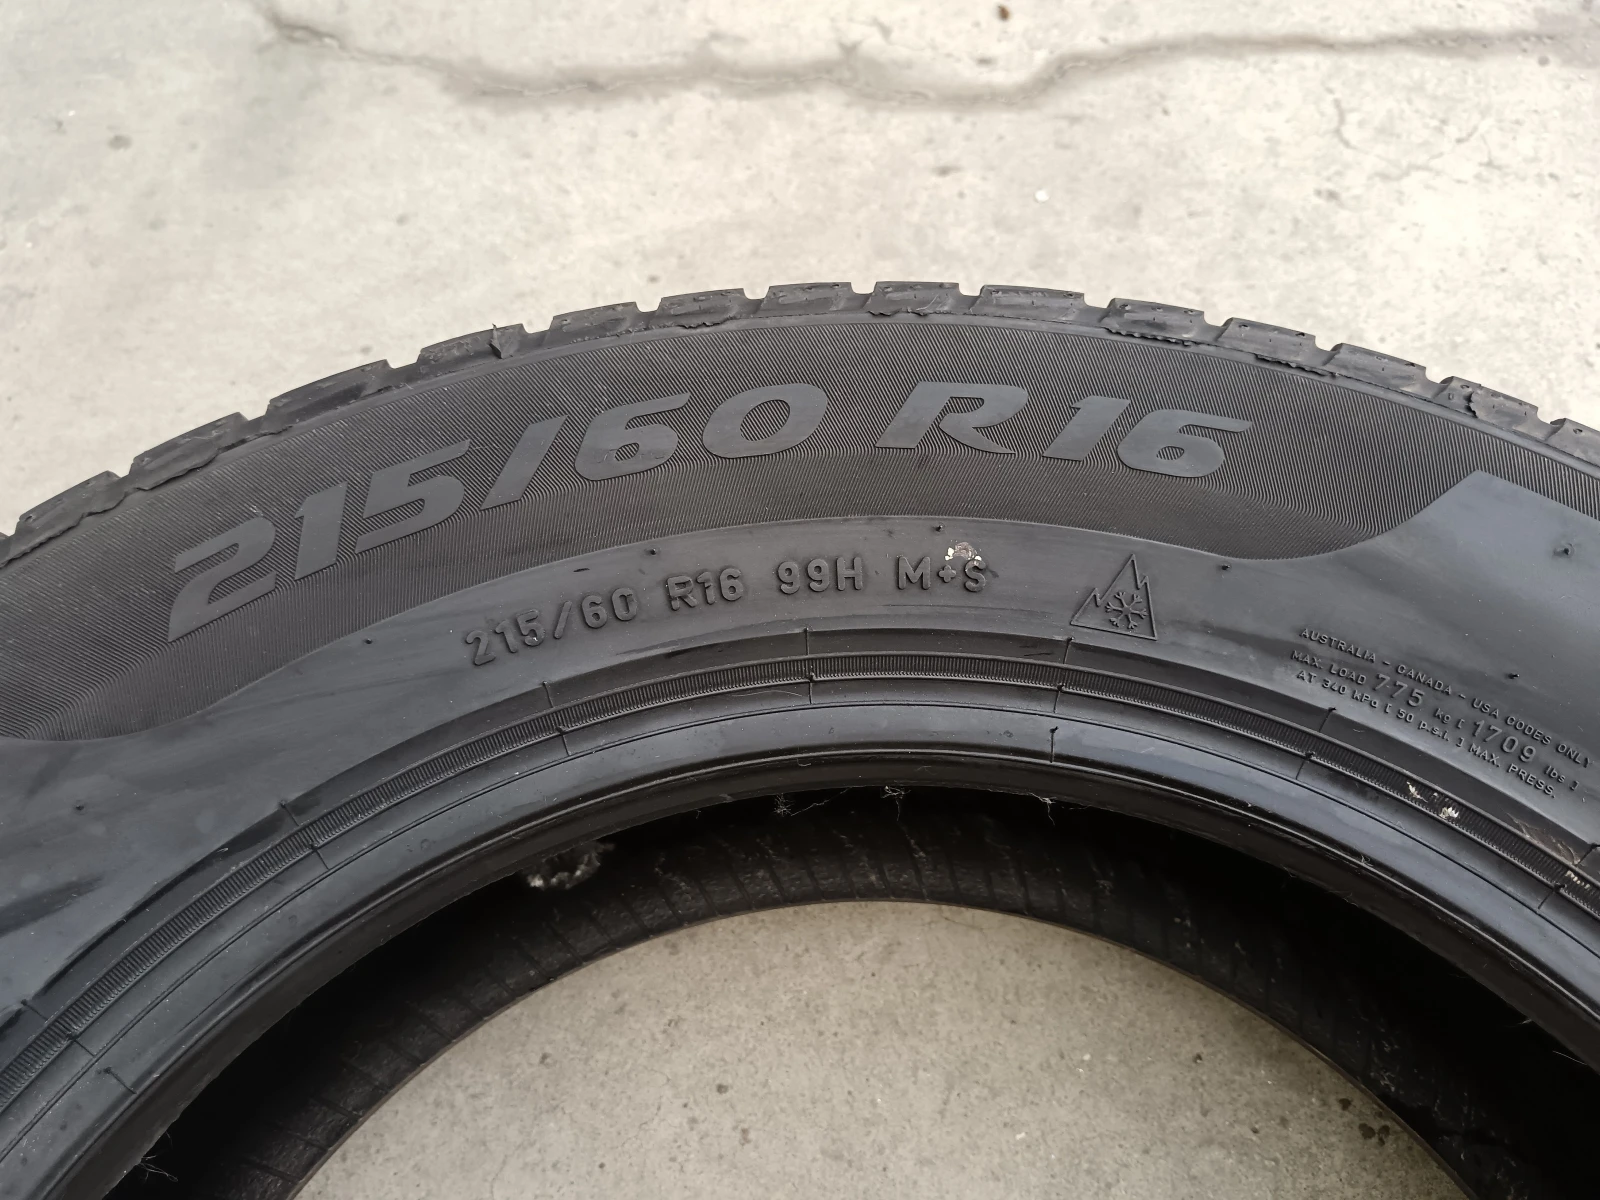 215/60 R16
215/60 R16 99H M+S
AUSTRALIA - CANADA - USA CODES ONLY
MAX LOAD 775 kg [ 1709 lbs ]
AT 340 KPa [ 50 p.s.i. ] MAX. PRESS.